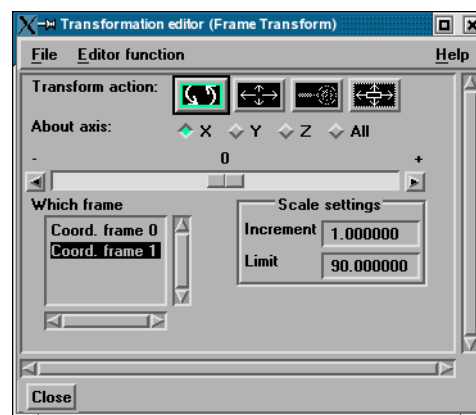 Transformation editor (Frame Transform)
File Editor function Help
Transform action:
About axis: X Y Z All
- 0 +
Which frame Scale settings
Coord. frame 0 Increment 1.000000
Coord. frame 1 Limit 90.000000
Close